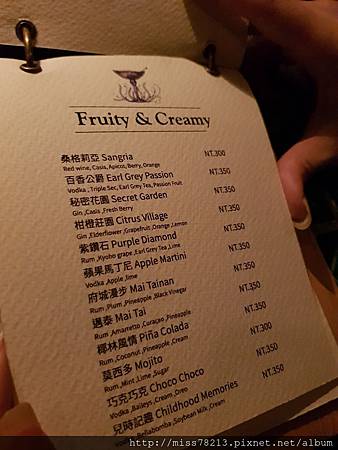 Fruity & Creamy
桑格莉亞 Sangria NT.300
Red wine, Casis, Apicot, Berry, Orange
百香公爵 Earl Grey Passion NT.350
Vodka, Triple Sec, Earl Grey Tea, Passion Fruit
秘密花園 Secret Garden NT.350
Gin, Casis, Fresh Berry
柑橙莊園 Citrus Village NT.350
Gin, Elderflower, Grapefruit, Orange, Lemon
紫鑽石 Purple Diamond NT.350
Rum, Kyoho grape, Earl Grey Tea, Lime
蘋果馬丁尼 Apple Martini NT.350
Vodka, Apple, lime
府城漫步 Mai Tainan NT.350
Rum, Plum, Pineapple, Black Vinegar
邁泰 Mai Tai NT.350
Rum, Amaretto, Curaçao, Pineapple
椰林風情 Piña Colada NT.300
Rum, Coconut, Pineapple, Cream
莫西多 Mojito NT.350
Rum, Mint, Lime, Sugar
巧克巧克 Choco Choco NT.350
Vodka, Baileys, Cream, Oreo
兒時記趣 Childhood Memories NT.350
Vodka, Soybean Milk, Cream
http://miss78213.pixnet.net/album